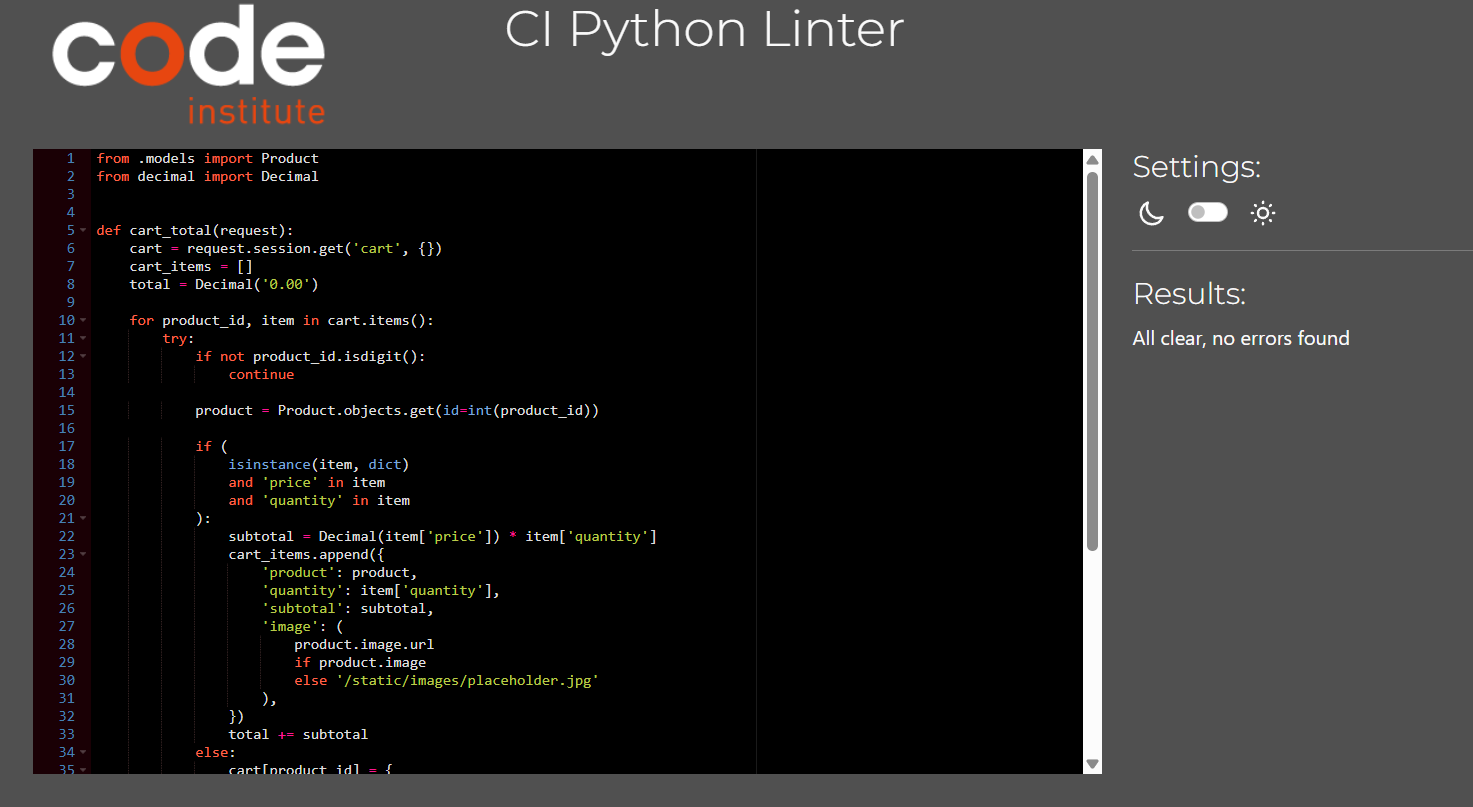 code
institute
CI Python Linter
1 from .models import Product
2 from decimal import Decimal
3
4
5 def cart_total(request):
6     cart = request.session.get('cart', {})
7     cart_items = []
8     total = Decimal('0.00')
9
10     for product_id, item in cart.items():
11         try:
12             if not product_id.isdigit():
13                 continue
14
15             product = Product.objects.get(id=int(product_id))
16
17             if (
18                 isinstance(item, dict)
19                 and 'price' in item
20                 and 'quantity' in item
21             ):
22                 subtotal = Decimal(item['price']) * item['quantity']
23                 cart_items.append({
24                     'product': product,
25                     'quantity': item['quantity'],
26                     'subtotal': subtotal,
27                     'image': (
28                         product.image.url
29                         if product.image
30                         else '/static/images/placeholder.jpg'
31                     ),
32                 })
33                 total += subtotal
34             else:
35                 cart[product_id] = {
Settings:
Results:
All clear, no errors found